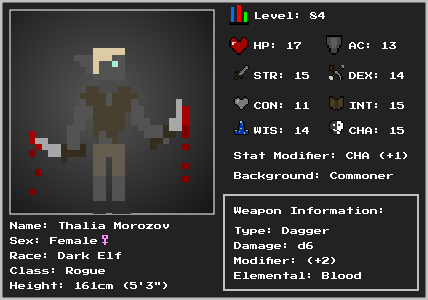 Level: 84
HP: 17
AC: 13
STR: 15
DEX: 14
CON: 11
INT: 15
WIS: 14
CHA: 15
Stat Modifier: CHA (+1)
Background: Commoner
Name: Thalia Morozov
Sex: Female♀
Race: Dark Elf
Class: Rogue
Height: 161cm (5'3")
Weapon Information:
Type: Dagger
Damage: d6
Modifier: (+2)
Elemental: Blood